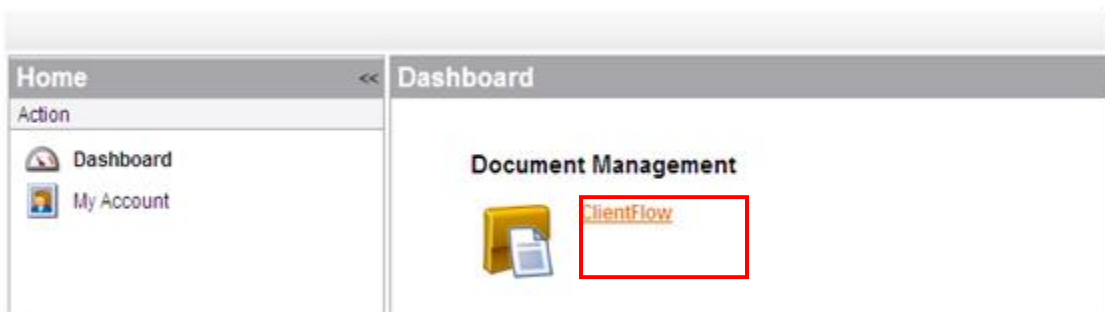 Home <<
Action
Dashboard
My Account
Dashboard
Document Management
ClientFlow